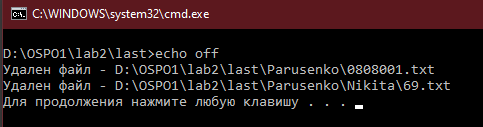 C:\WINDOWS\system32\cmd.exe
D:\OSPO1\lab2\last>echo off
Удален файл - D:\OSPO1\lab2\last\Parusenko\0808001.txt
Удален файл - D:\OSPO1\lab2\last\Parusenko\Nikita\69.txt
Для продолжения нажмите любую клавишу . . .